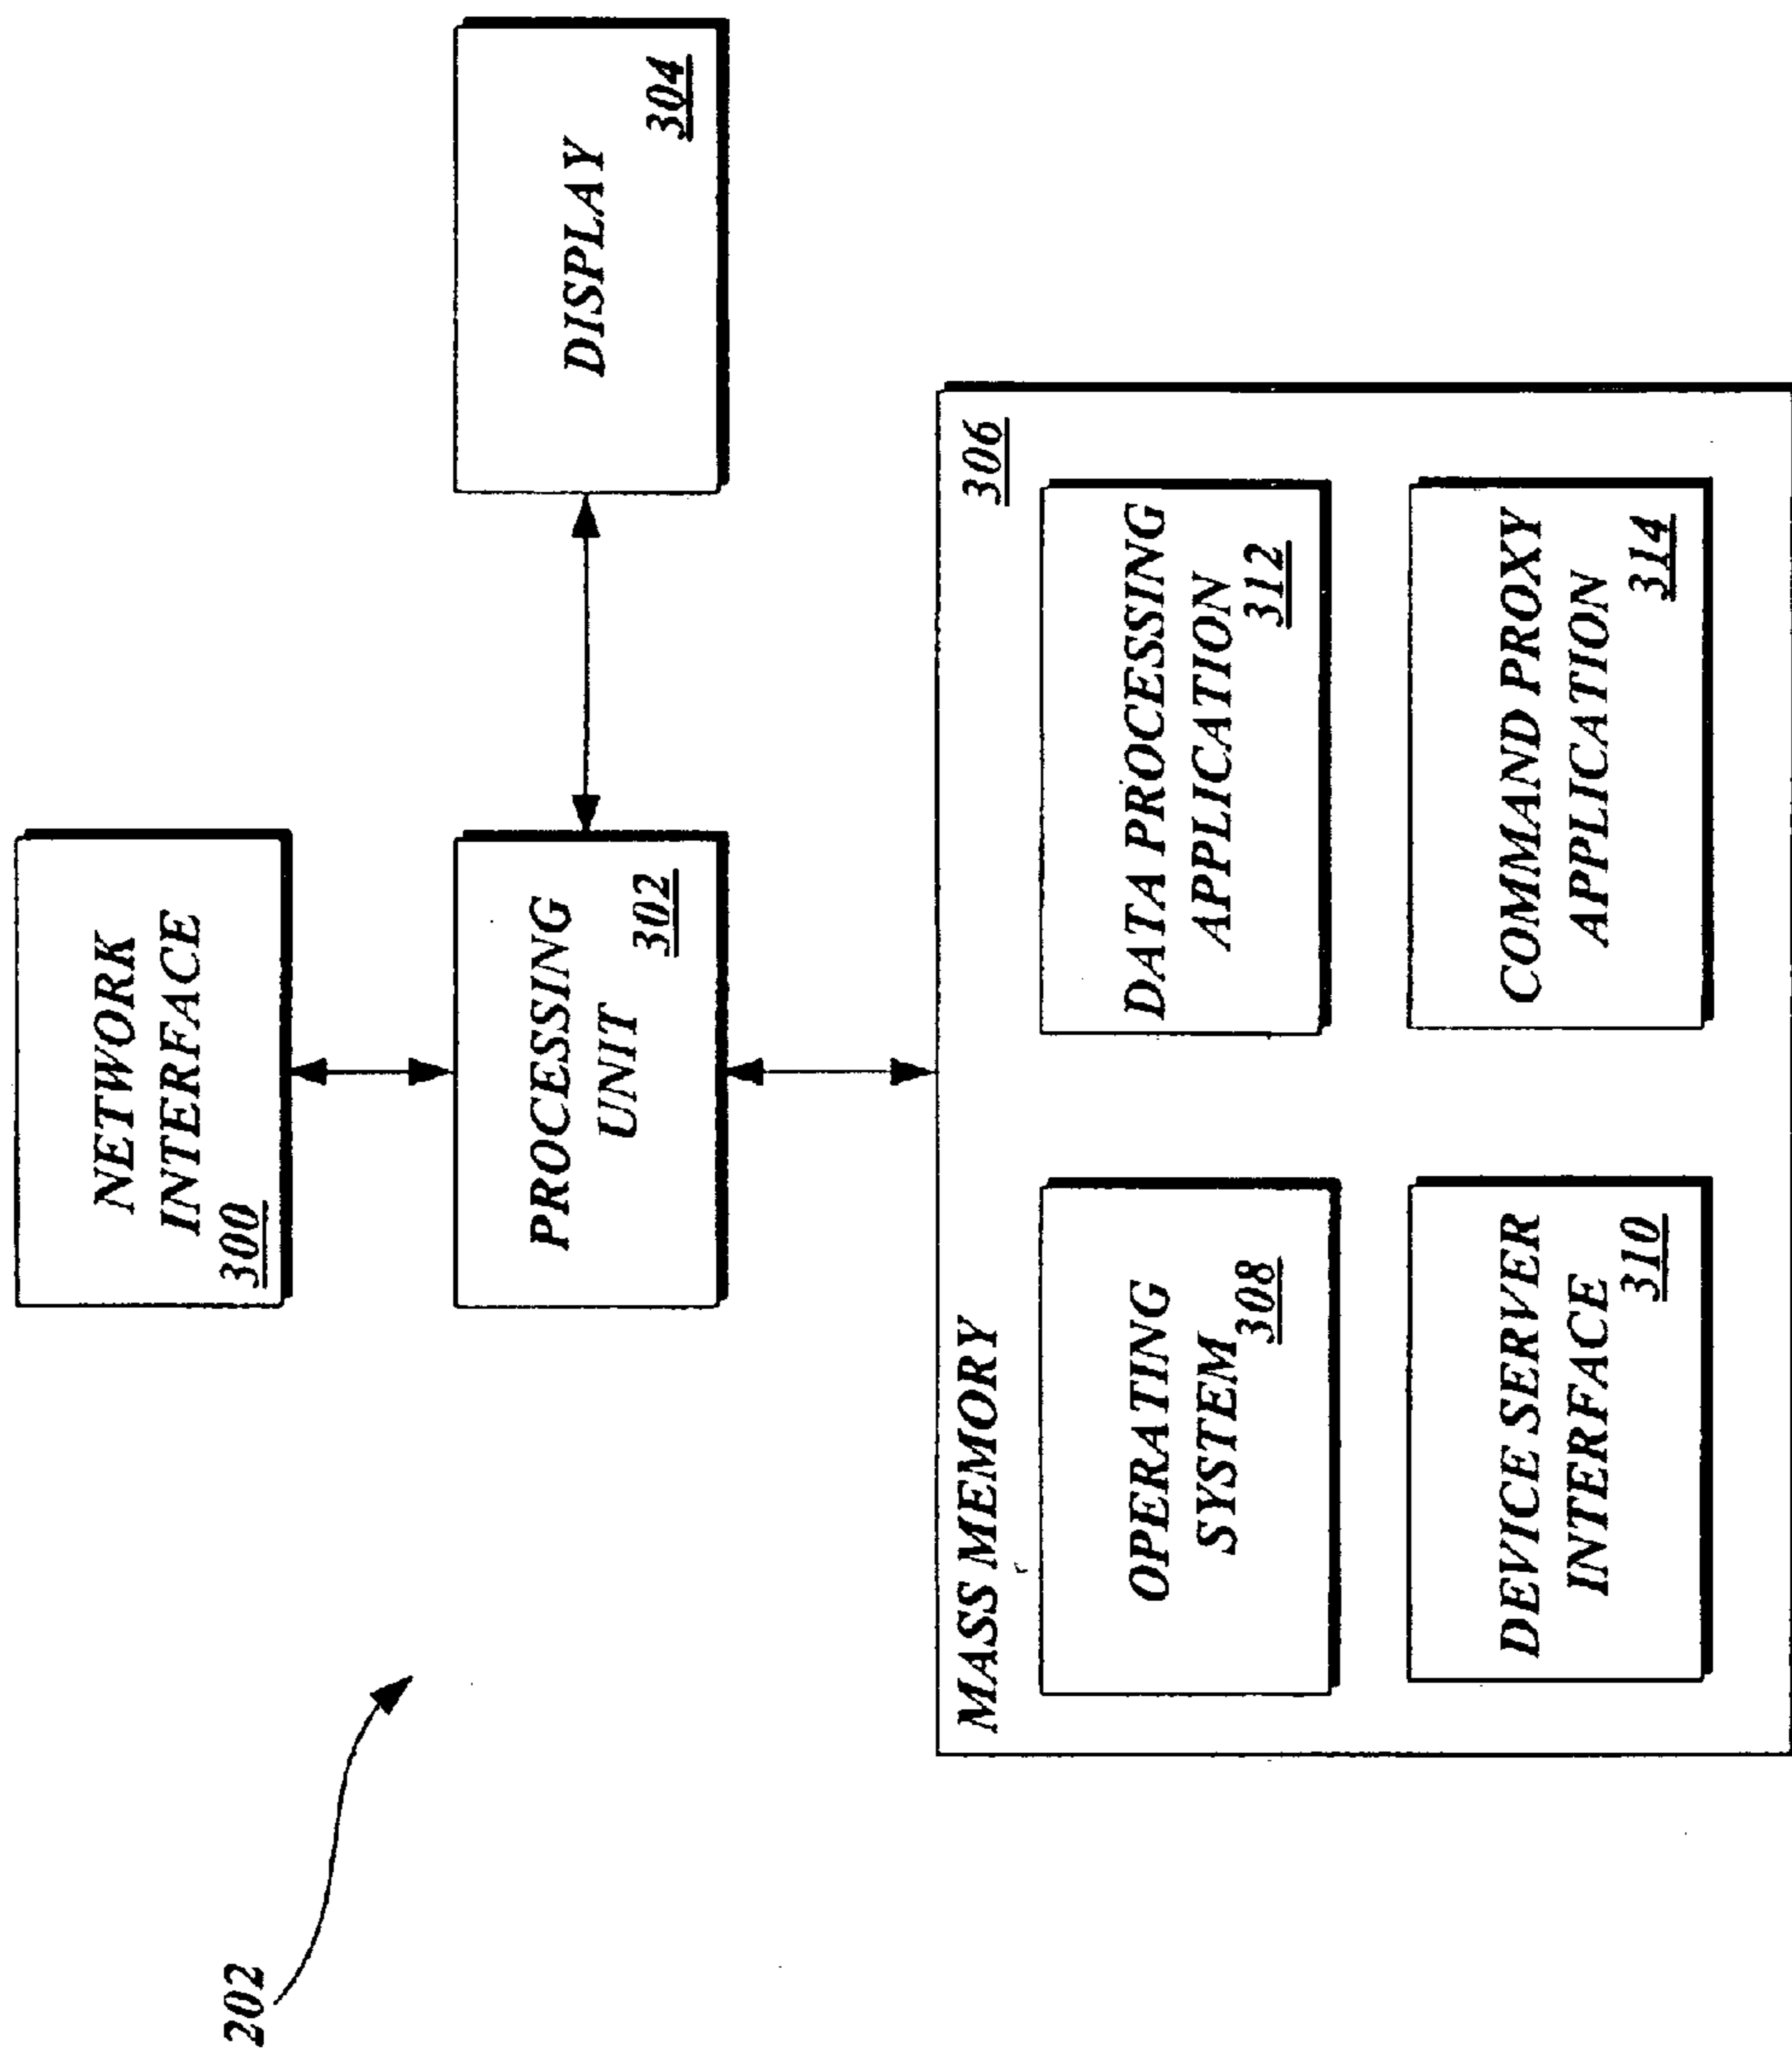 202
NETWORK
INTERFACE
300
PROCESSING
UNIT
302
DISPLAY
304
MASS MEMORY
306
OPERATING
SYSTEM
308
DATA PROCESSING
APPLICATION
312
DEVICE SERVER
INTERFACE
310
COMMAND PROXY
APPLICATION
314